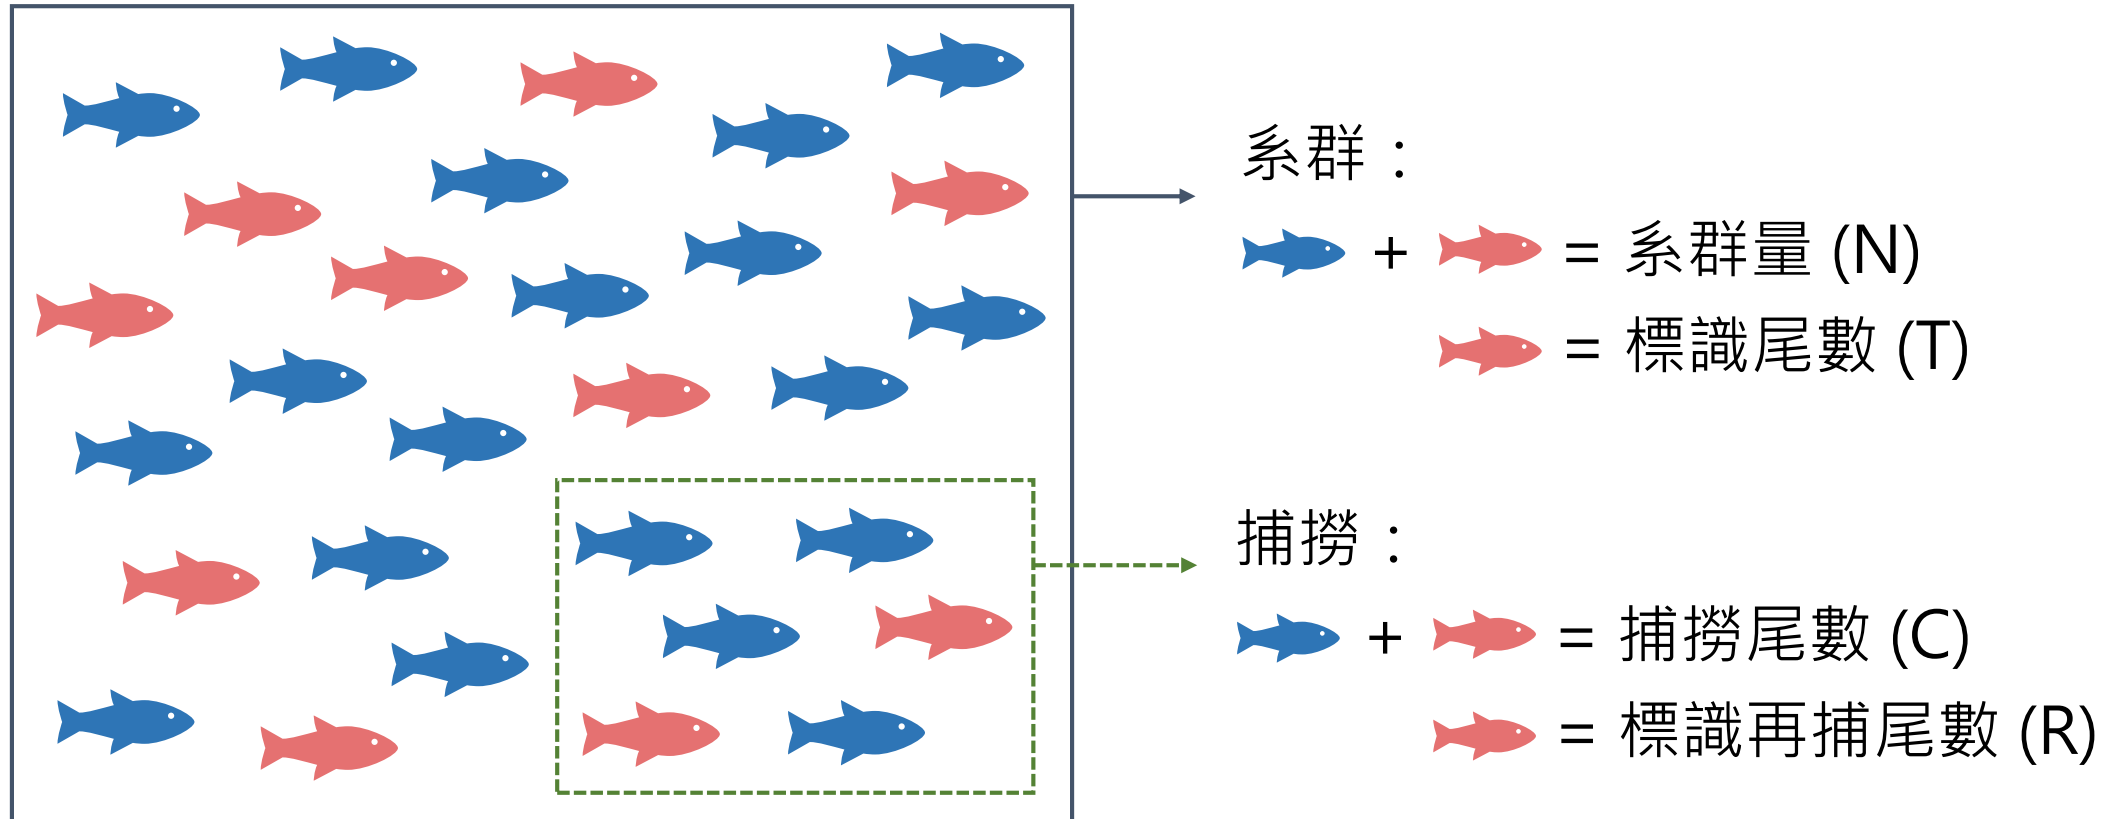 系群：
+ = 系群量 (N)
= 標識尾數 (T)
捕撈：
+ = 捕撈尾數 (C)
= 標識再捕尾數 (R)